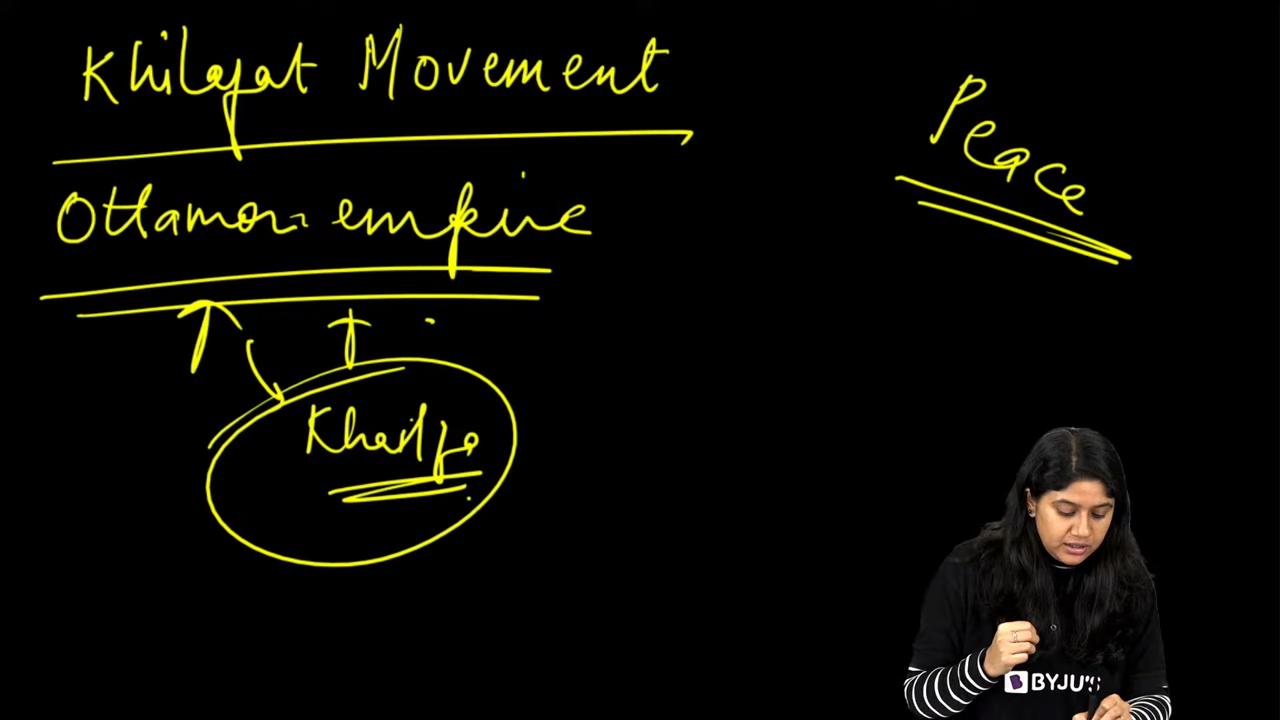 Khilafat Movement
Peace
Ottaman empire
Khalifa
BYJU'S